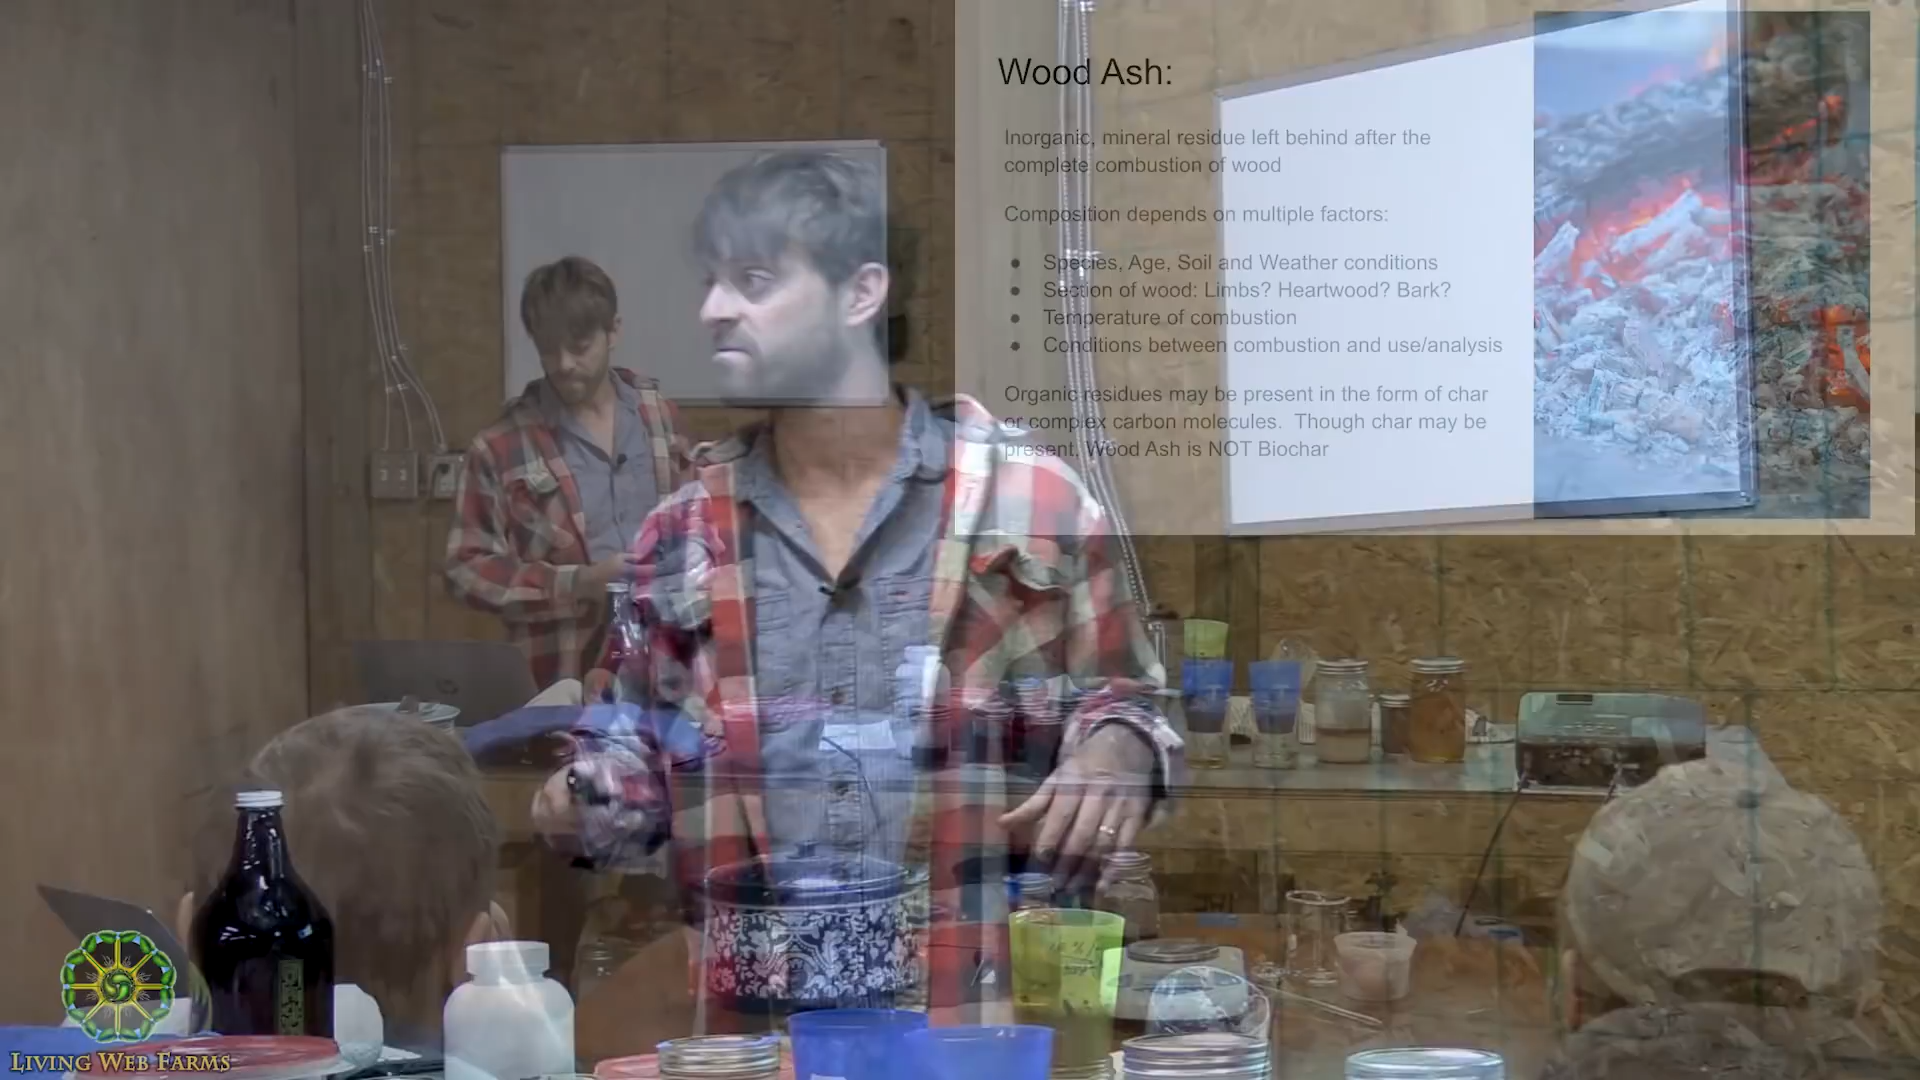 Wood Ash:
Inorganic, mineral residue left behind after the
complete combustion of wood
Composition depends on multiple factors:
● Species, Age, Soil and Weather conditions
● Section of wood: Limbs? Heartwood? Bark?
● Temperature of combustion
● Conditions between combustion and use/analysis
Organic residues may be present in the form of char
or complex carbon molecules. Though char may be
present, Wood Ash is NOT Biochar
LIVING WEB FARMS